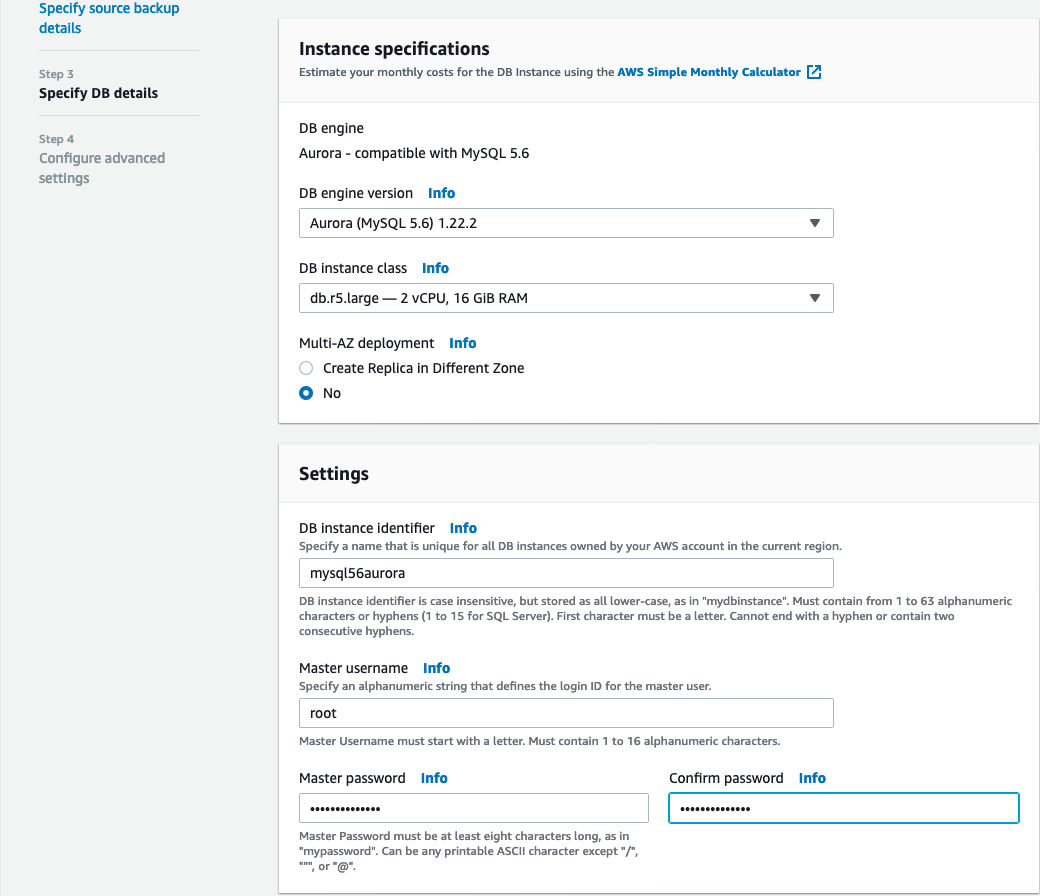 Specify source backup
details
Step 3
Specify DB details
Step 4
Configure advanced
settings
Instance specifications
Estimate your monthly costs for the DB Instance using the AWS Simple Monthly Calculator
DB engine
Aurora - compatible with MySQL 5.6
DB engine version Info
Aurora (MySQL 5.6) 1.22.2
DB instance class Info
db.r5.large — 2 vCPU, 16 GiB RAM
Multi-AZ deployment Info
Create Replica in Different Zone
No
Settings
DB instance identifier Info
Specify a name that is unique for all DB instances owned by your AWS account in the current region.
mysql56aurora
DB instance identifier is case insensitive, but stored as all lower-case, as in "mydbinstance". Must contain from 1 to 63 alphanumeric
characters or hyphens (1 to 15 for SQL Server). First character must be a letter. Cannot end with a hyphen or contain two
consecutive hyphens.
Master username Info
Specify an alphanumeric string that defines the login ID for the master user.
root
Master Username must start with a letter. Must contain 1 to 16 alphanumeric characters.
Master password Info
••••••••••••••
Master Password must be at least eight characters long, as in
"mypassword". Can be any printable ASCII character except "/",
""", or "@".
Confirm password Info
••••••••••••••